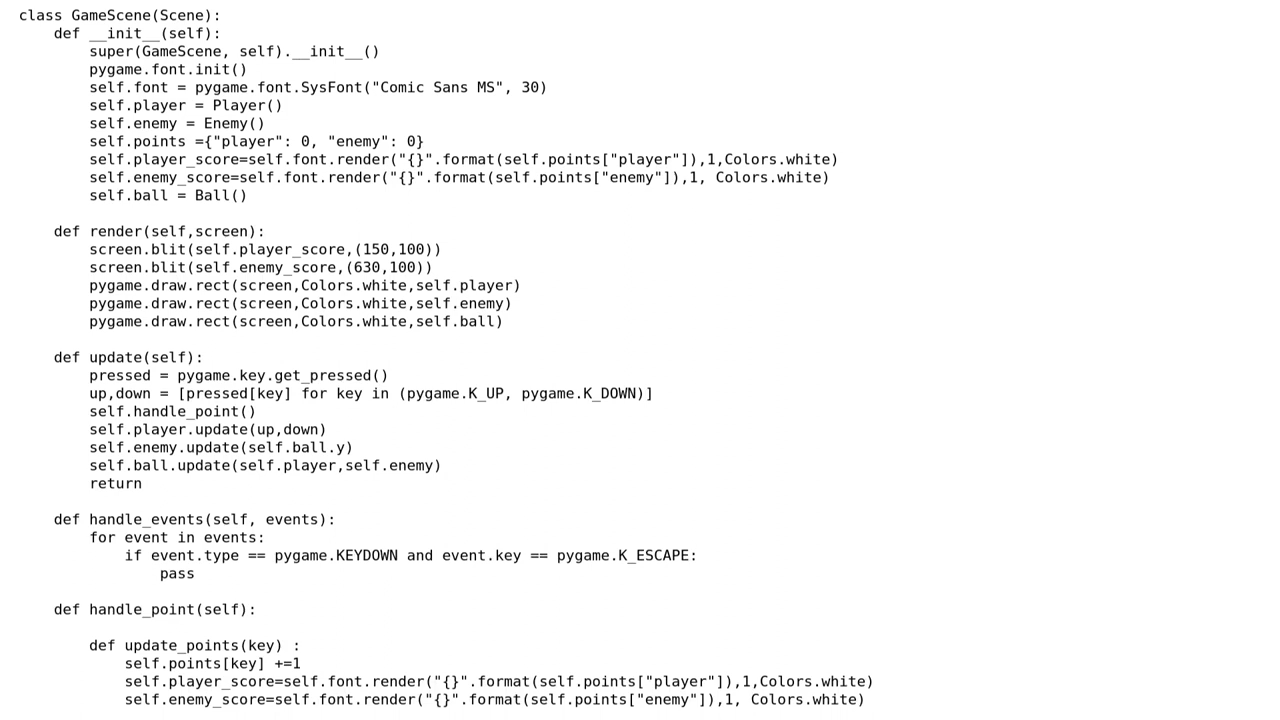 class GameScene(Scene):
    def __init__(self):
        super(GameScene, self).__init__()
        pygame.font.init()
        self.font = pygame.font.SysFont("Comic Sans MS", 30)
        self.player = Player()
        self.enemy = Enemy()
        self.points ={"player": 0, "enemy": 0}
        self.player_score=self.font.render("{}".format(self.points["player"]),1,Colors.white)
        self.enemy_score=self.font.render("{}".format(self.points["enemy"]),1, Colors.white)
        self.ball = Ball()

    def render(self,screen):
        screen.blit(self.player_score,(150,100))
        screen.blit(self.enemy_score,(630,100))
        pygame.draw.rect(screen,Colors.white,self.player)
        pygame.draw.rect(screen,Colors.white,self.enemy)
        pygame.draw.rect(screen,Colors.white,self.ball)

    def update(self):
        pressed = pygame.key.get_pressed()
        up,down = [pressed[key] for key in (pygame.K_UP, pygame.K_DOWN)]
        self.handle_point()
        self.player.update(up,down)
        self.enemy.update(self.ball.y)
        self.ball.update(self.player,self.enemy)
        return

    def handle_events(self, events):
        for event in events:
            if event.type == pygame.KEYDOWN and event.key == pygame.K_ESCAPE:
                pass

    def handle_point(self):

        def update_points(key) :
            self.points[key] +=1
            self.player_score=self.font.render("{}".format(self.points["player"]),1,Colors.white)
            self.enemy_score=self.font.render("{}".format(self.points["enemy"]),1, Colors.white)